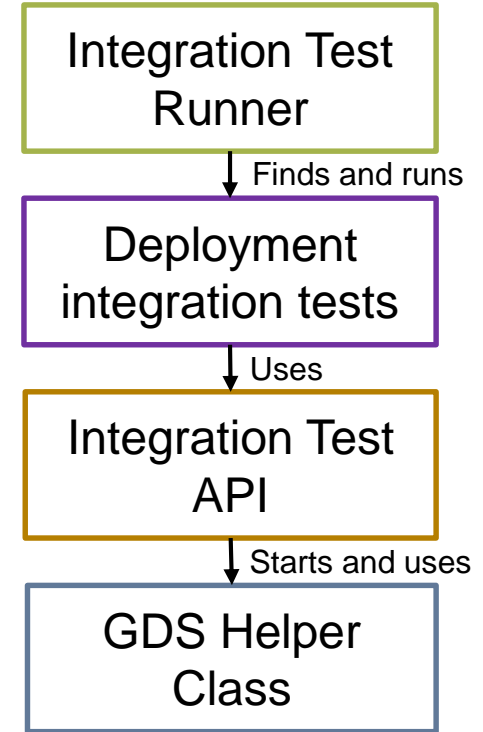 Integration Test
Runner
Finds and runs
Deployment
integration tests
Uses
Integration Test
API
Starts and uses
GDS Helper
Class